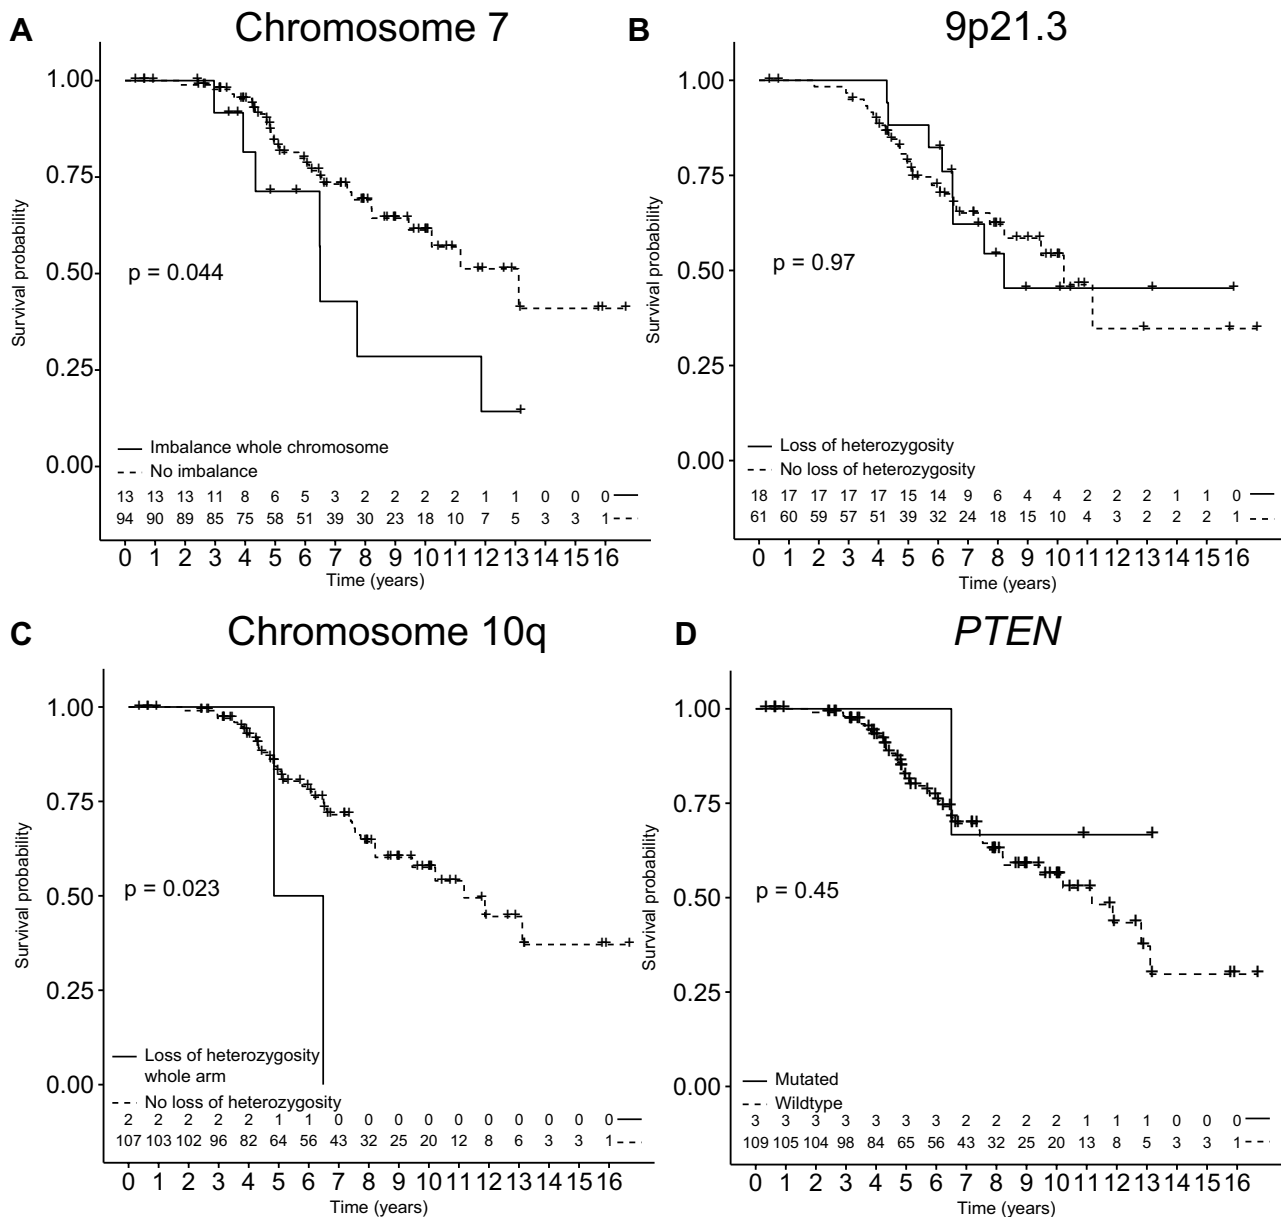 A Chromosome 7
1.00
0.75
0.50
0.25
0.00
Survival probability
p = 0.044
Imbalance whole chromosome
No imbalance
13 13 13 11 8 6 5 3 2 2 2 2 1 1 0 0 0
94 90 89 85 75 58 51 39 30 23 18 10 7 5 3 3 1
0 1 2 3 4 5 6 7 8 9 10 11 12 13 14 15 16
Time (years)
B 9p21.3
1.00
0.75
0.50
0.25
0.00
Survival probability
p = 0.97
Loss of heterozygosity
No loss of heterozygosity
18 17 17 17 17 15 14 9 6 4 4 2 2 2 1 1 0
61 60 59 57 51 39 32 24 18 15 10 4 3 2 2 2 1
0 1 2 3 4 5 6 7 8 9 10 11 12 13 14 15 16
Time (years)
C Chromosome 10q
1.00
0.75
0.50
0.25
0.00
Survival probability
p = 0.023
Loss of heterozygosity
whole arm
No loss of heterozygosity
2 2 2 2 2 1 1 0 0 0 0 0 0 0 0 0 0
107 103 102 96 82 64 56 43 32 25 20 12 8 6 3 3 1
0 1 2 3 4 5 6 7 8 9 10 11 12 13 14 15 16
Time (years)
D PTEN
1.00
0.75
0.50
0.25
0.00
Survival probability
p = 0.45
Mutated
Wildtype
3 3 3 3 3 3 3 2 2 2 2 1 1 1 0 0 0
109 105 104 98 84 65 56 43 32 25 20 13 8 5 3 3 1
0 1 2 3 4 5 6 7 8 9 10 11 12 13 14 15 16
Time (years)